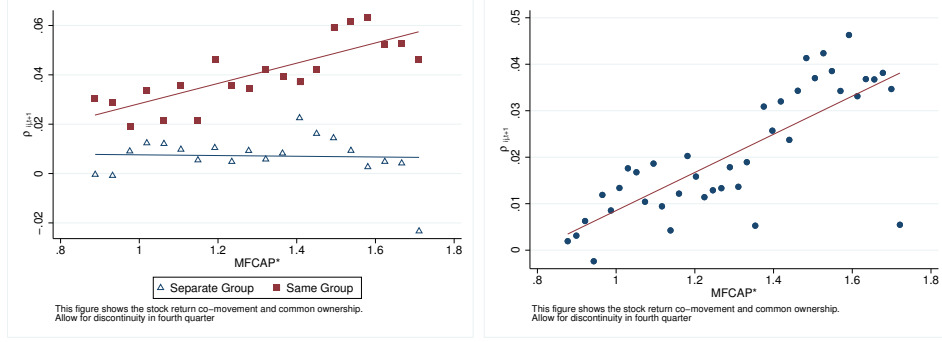 .06
.04
.02
0
-.02
ρ i,j,t+1
.8 1 1.2 1.4 1.6 1.8
MFCAP*
Separate Group Same Group
This figure shows the stock return co-movement and common ownership.
Allow for discontinuity in fourth quarter
.05
.04
.03
.02
.01
0
ρ i,j,t+1
.8 1 1.2 1.4 1.6 1.8
MFCAP*
This figure shows the stock return co-movement and common ownership.
Allow for discontinuity in fourth quarter